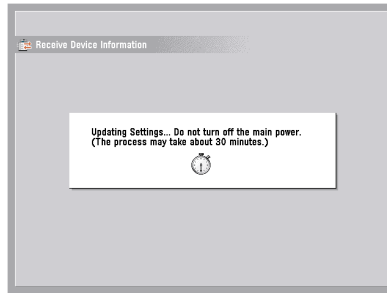 Receive Device Information
Updating Settings... Do not turn off the main power.
(The process may take about 30 minutes.)